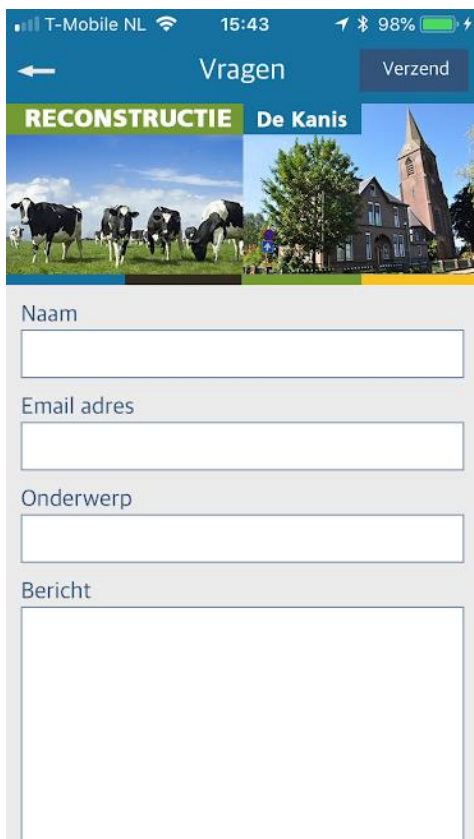 T-Mobile NL 15:43 98%
Vragen Verzend
RECONSTRUCTIE De Kanis
Naam
Email adres
Onderwerp
Bericht